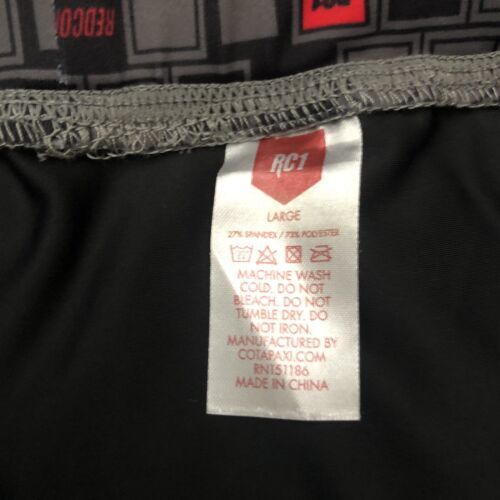 REDCO
RC1
RC1
LARGE
27% SPANDEX / 73% POLYESTER
MACHINE WASH
COLD. DO NOT
BLEACH. DO NOT
TUMBLE DRY. DO
NOT IRON.
MANUFACTURED BY
COTAPAXI.COM
RN151186
MADE IN CHINA